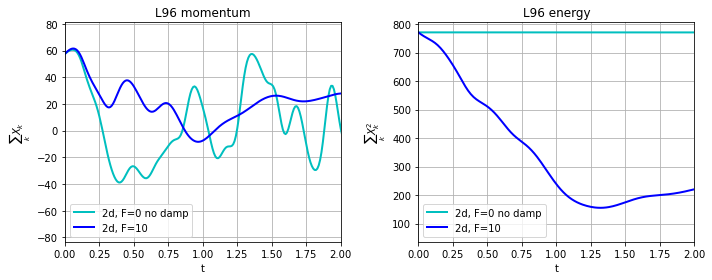 L96 momentum
80
60
40
20
0
−20
−40
−60
−80
∑ₖ Xₖ
2d, F=0 no damp
2d, F=10
0.00 0.25 0.50 0.75 1.00 1.25 1.50 1.75 2.00
t
L96 energy
800
700
600
500
400
300
200
100
∑ₖ Xₖ²
2d, F=0 no damp
2d, F=10
0.00 0.25 0.50 0.75 1.00 1.25 1.50 1.75 2.00
t